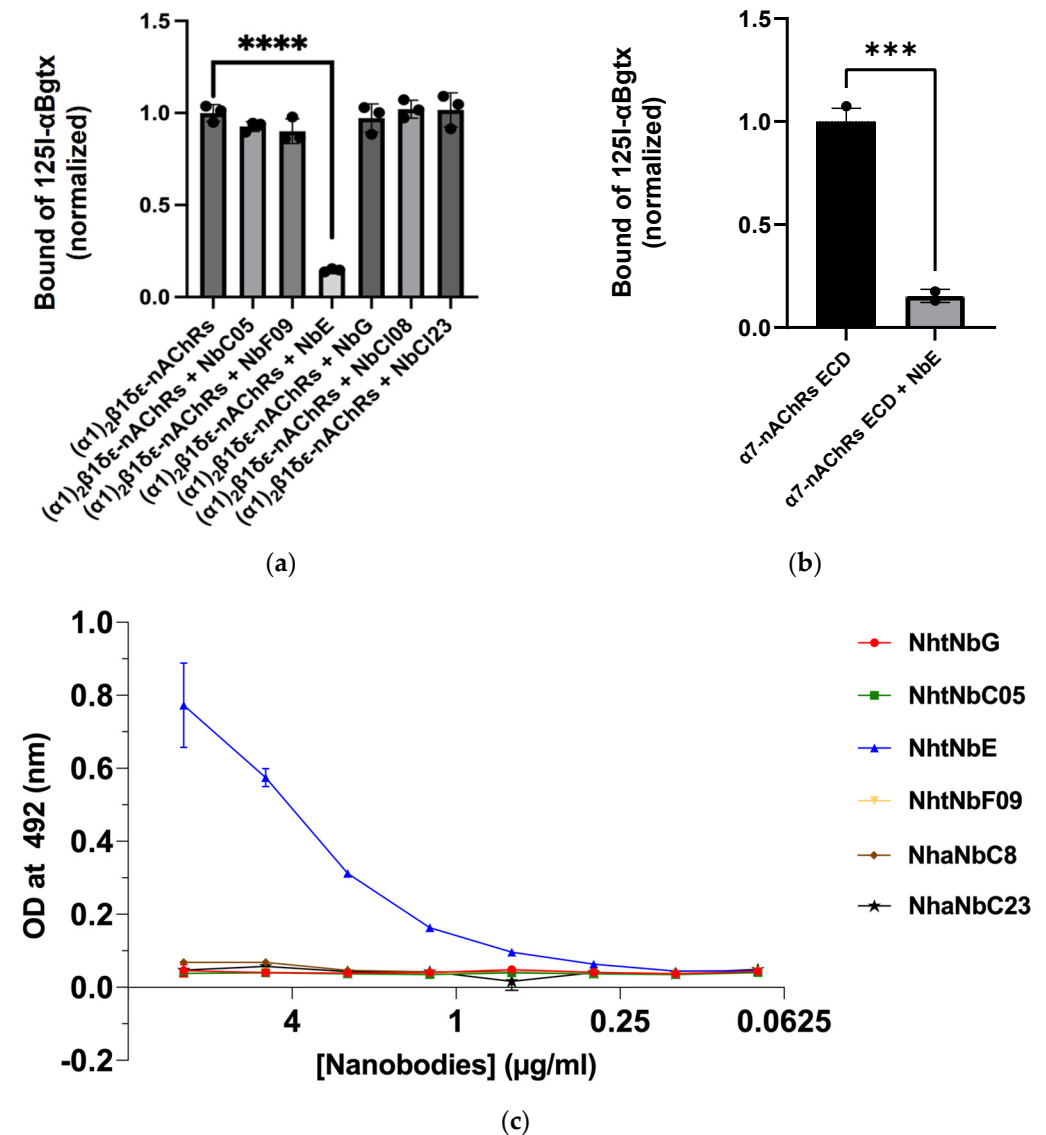 1.5
1.0
0.5
0.0
Bound of 125I-αBgtx
(normalized)
****
(α1)₂β1δε-nAChRs
(α1)₂β1δε-nAChRs + NbC05
(α1)₂β1δε-nAChRs + NbF09
(α1)₂β1δε-nAChRs + NbE
(α1)₂β1δε-nAChRs + NbG
(α1)₂β1δε-nAChRs + NbCI08
(α1)₂β1δε-nAChRs + NbCI23
(a)
1.5
1.0
0.5
0.0
Bound of 125I-αBgtx
(normalized)
***
α7-nAChRs ECD
α7-nAChRs ECD + NbE
(b)
1.0
0.8
0.6
0.4
0.2
0.0
-0.2
OD at 492 (nm)
4
1
0.25
0.0625
[Nanobodies] (μg/ml)
NhtNbG
NhtNbC05
NhtNbE
NhtNbF09
NhaNbC8
NhaNbC23
(c)